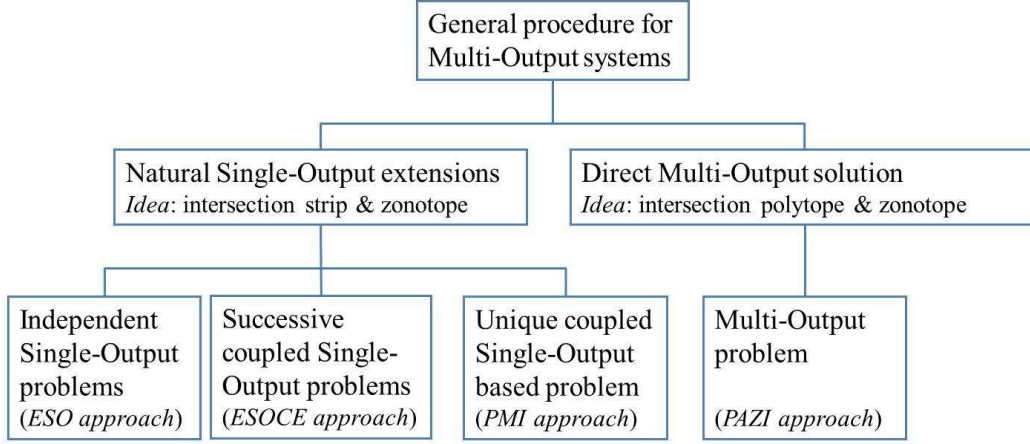 General procedure for
Multi-Output systems
Natural Single-Output extensions
Idea: intersection strip & zonotope
Direct Multi-Output solution
Idea: intersection polytope & zonotope
Independent
Single-Output
problems
(ESO approach)
Successive
coupled Single-
Output problems
(ESOCE approach)
Unique coupled
Single-Output
based problem
(PMI approach)
Multi-Output
problem
(PAZI approach)